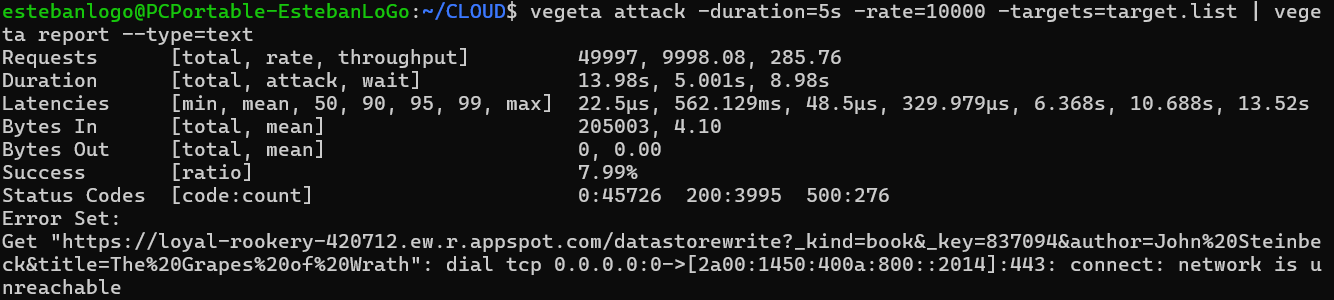 estebanlogo@PCPortable-EstebanLoGo:~/CLOUD$ vegeta attack -duration=5s -rate=10000 -targets=target.list | vege
ta report --type=text
Requests      [total, rate, throughput]         49997, 9998.08, 285.76
Duration      [total, attack, wait]             13.98s, 5.001s, 8.98s
Latencies     [min, mean, 50, 90, 95, 99, max]  22.5µs, 562.129ms, 48.5µs, 329.979µs, 6.368s, 10.688s, 13.52s
Bytes In      [total, mean]                     205003, 4.10
Bytes Out     [total, mean]                     0, 0.00
Success       [ratio]                           7.99%
Status Codes  [code:count]                      0:45726  200:3995  500:276
Error Set:
Get "https://loyal-rookery-420712.ew.r.appspot.com/datastorewrite?_kind=book&_key=837094&author=John%20Steinbe
ck&title=The%20Grapes%20of%20Wrath": dial tcp 0.0.0.0:0->[2a00:1450:400a:800::2014]:443: connect: network is u
nreachable